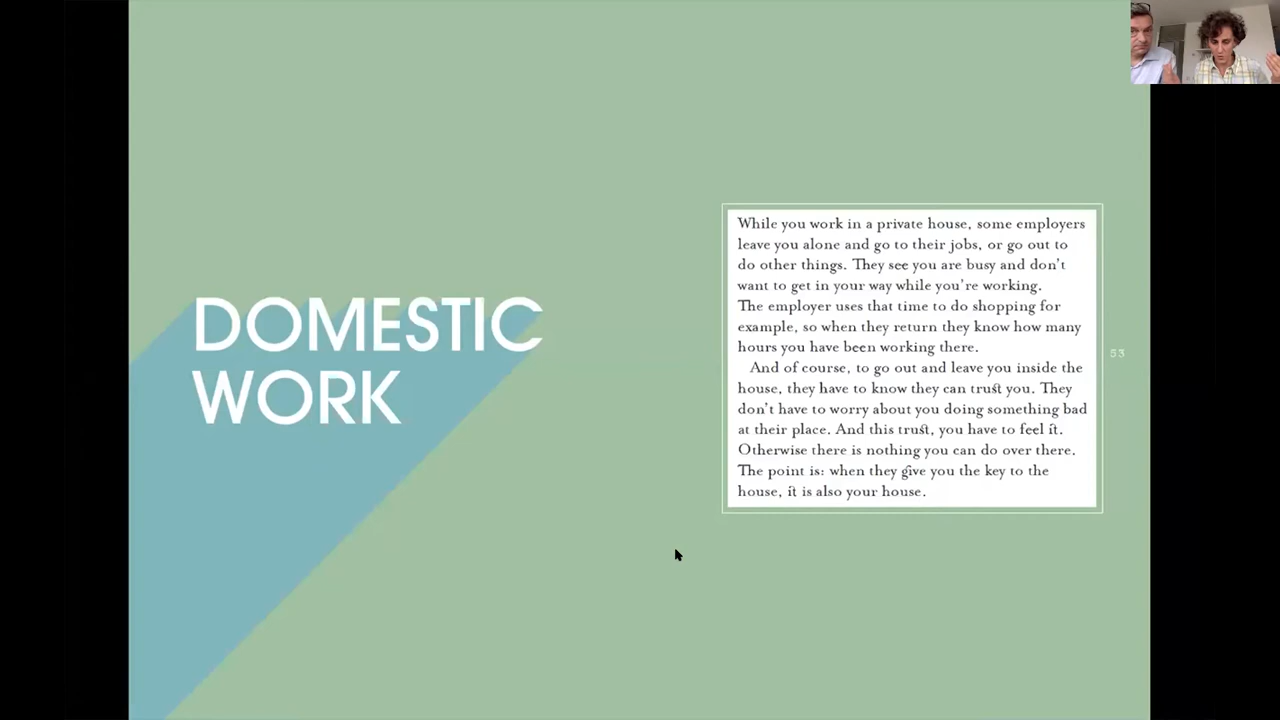 DOMESTIC
WORK
While you work in a private house, some employers
leave you alone and go to their jobs, or go out to
do other things. They see you are busy and don't
want to get in your way while you're working.
The employer uses that time to do shopping for
example, so when they return they know how many
hours you have been working there.
And of course, to go out and leave you inside the
house, they have to know they can trust you. They
don't have to worry about you doing something bad
at their place. And this trust, you have to feel it.
Otherwise there is nothing you can do over there.
The point is: when they give you the key to the
house, it is also your house.
53